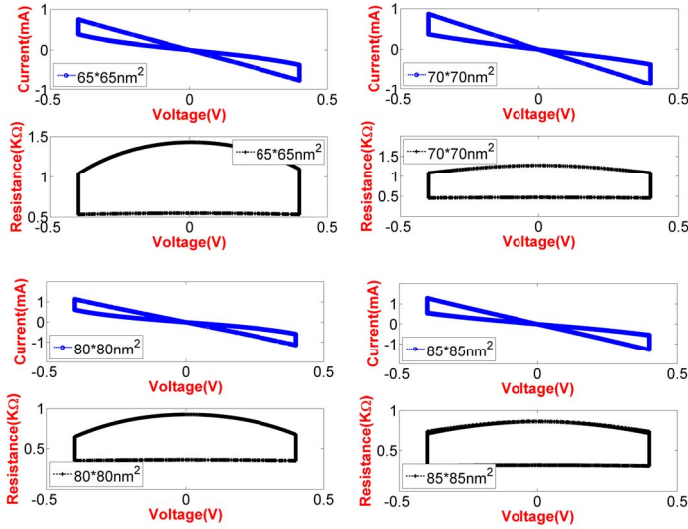 Current(mA)
1
0
-1
65*65nm²
-0.5
0
0.5
Voltage(V)
Current(mA)
1
0
-1
70*70nm²
-0.5
0
0.5
Voltage(V)
Resistance(KΩ)
1.5
1
0.5
65*65nm²
-0.5
0
0.5
Voltage(V)
Resistance(KΩ)
1.5
1
0.5
0
70*70nm²
-0.5
0
0.5
Voltage(V)
Current(mA)
1
0
-1
80*80nm²
-0.5
0
0.5
Voltage(V)
Current(mA)
1
0
-1
85*85nm²
-0.5
0
0.5
Voltage(V)
Resistance(KΩ)
1
0.5
0
80*80nm²
-0.5
0
0.5
Voltage(V)
Resistance(KΩ)
1
0.5
0
85*85nm²
-0.5
0
0.5
Voltage(V)